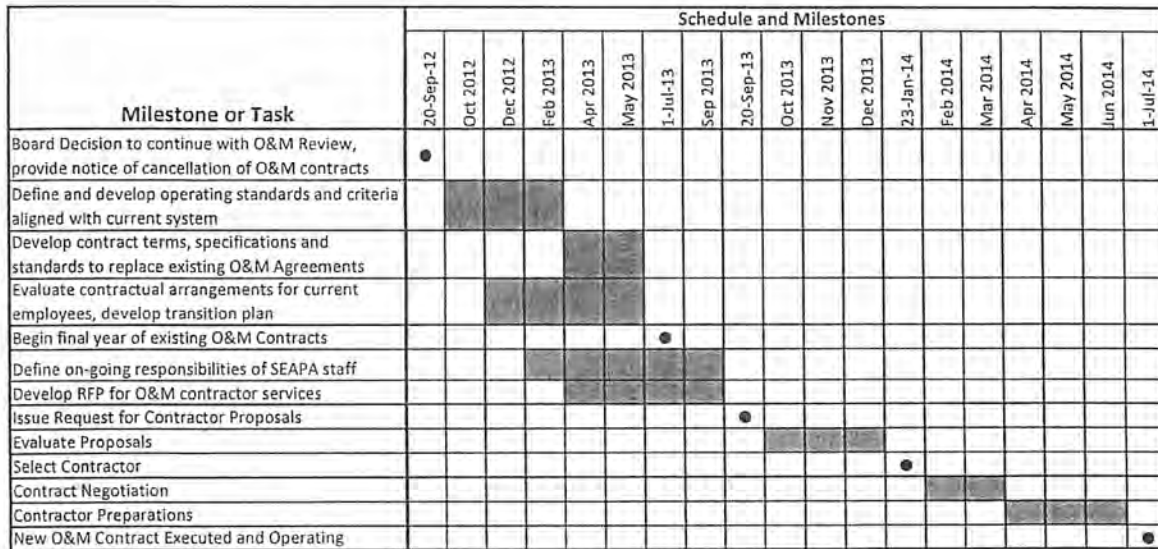 Schedule and Milestones
Milestone or Task
20-Sep-12
Oct 2012
Dec 2012
Feb 2013
Apr 2013
May 2013
1-Jul-13
Sep 2013
20-Sep-13
Oct 2013
Nov 2013
Dec 2013
23-Jan-14
Feb 2014
Mar 2014
Apr 2014
May 2014
Jun 2014
1-Jul-14
Board Decision to continue with O&M Review,
provide notice of cancellation of O&M contracts
Define and develop operating standards and criteria
aligned with current system
Develop contract terms, specifications and
standards to replace existing O&M Agreements
Evaluate contractual arrangements for current
employees, develop transition plan
Begin final year of existing O&M Contracts
Define on-going responsibilities of SEAPA staff
Develop RFP for O&M contractor services
Issue Request for Contractor Proposals
Evaluate Proposals
Select Contractor
Contract Negotiation
Contractor Preparations
New O&M Contract Executed and Operating